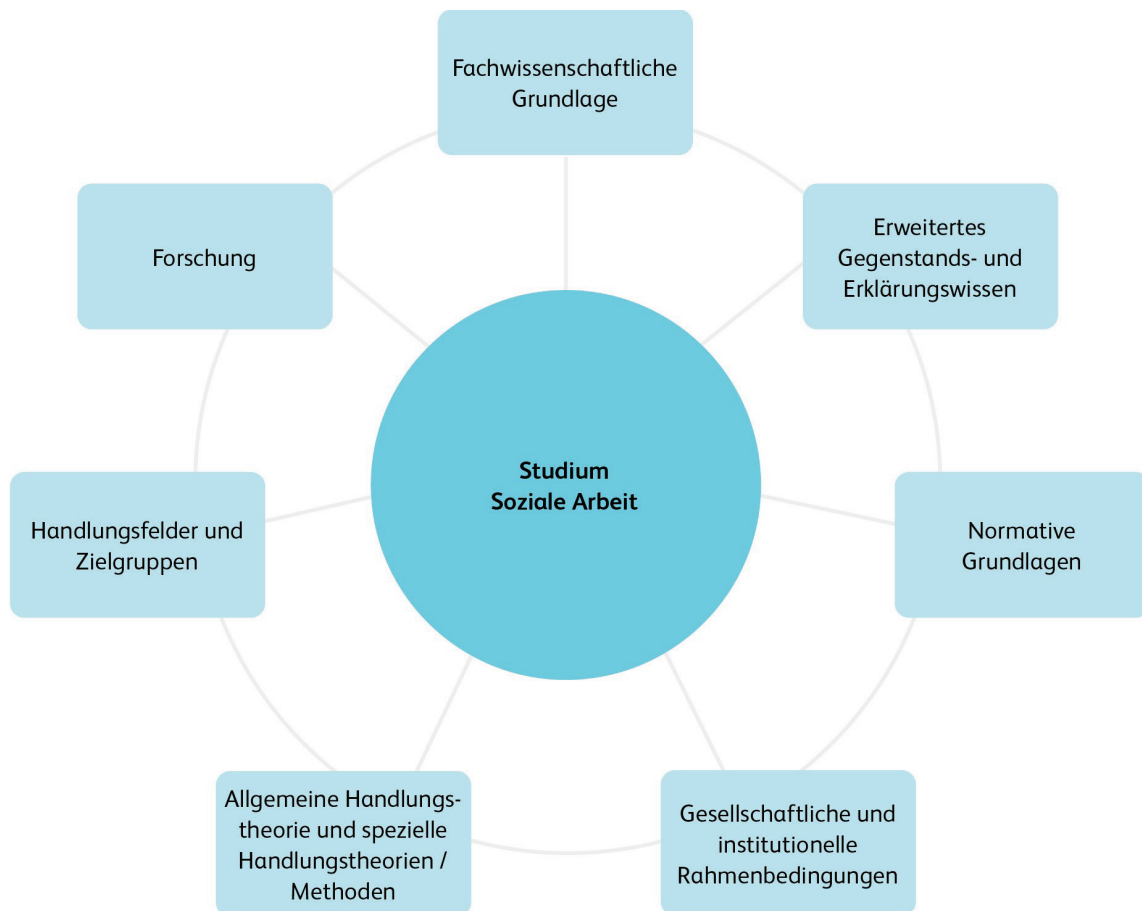 Fachwissenschaftliche
Grundlage
Erweitertes
Gegenstands- und
Erklärungswissen
Forschung
Studium
Soziale Arbeit
Normative
Grundlagen
Handlungsfelder und
Zielgruppen
Allgemeine Handlungs-
theorie und spezielle
Handlungstheorien /
Methoden
Gesellschaftliche und
institutionelle
Rahmenbedingungen